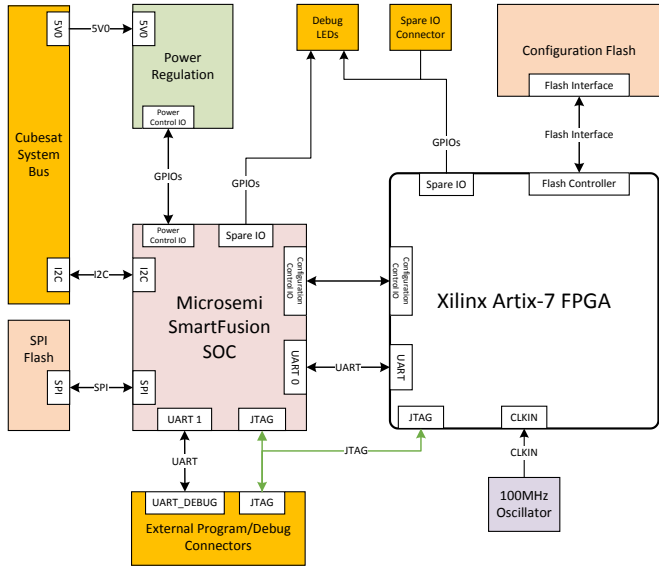 5V0
5V0
5V0
Power
Regulation
Debug
LEDs
Spare IO
Connector
Configuration Flash
Flash Interface
Power
Control IO
Cubesat
System
Bus
GPIOs
GPIOs
GPIOs
Flash Interface
Spare IO
Flash Controller
Power
Control IO
Spare IO
I2C
I2C
I2C
Configuration
Control IO
Configuration
Control IO
Microsemi
SmartFusion
SOC
Xilinx Artix-7 FPGA
SPI
Flash
SPI
SPI
SPI
UART 0
UART
UART
UART 1
JTAG
JTAG
CLKIN
UART
JTAG
CLKIN
UART_DEBUG
JTAG
External Program/Debug
Connectors
100MHz
Oscillator